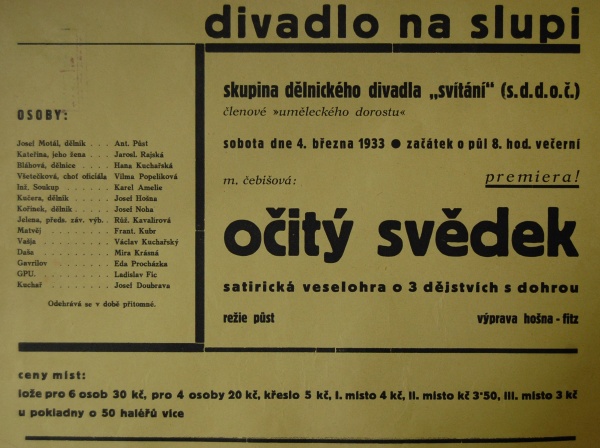 divadlo na slupi
skupina dělnického divadla „svítání" (s.d.d.o.č.)
členové »uměleckého dorostu«
sobota dne 4. března 1933 ● začátek o půl 8. hod. večerní
premiera!
m. čebišová:
očitý svědek
satirická veselohra o 3 dějstvích s dohrou
režie půst výprava hošna-fitz
OSOBY:
Josef Motál, dělník . . . Ant. Půst
Kateřina, jeho žena . . . Jarosl. Rajská
Bláhová, dělnice . . . Hana Kuchařská
Všetečková, choť oficiála Vilma Popelíková
Inž. Soukup . . . . Karel Amelie
Kučera, dělník . . . . Josef Hošna
Kořínek, dělník . . . . Josef Noha
Jelena, předs. záv. výb. . Růž. Kavalírová
Matvěj . . . . Frant. Kubr
Vašja . . . . Václav Kuchařský
Daša . . . . Mira Krásná
Gavrilov . . . . Eda Procházka
GPU. . . . . Ladislav Fic
Kuchař . . . . Josef Doubrava
Odehrává se v době přítomné.
ceny míst:
lože pro 6 osob 30 kč, pro 4 osoby 20 kč, křeslo 5 kč, I. místo 4 kč, II. místo kč 3·50, III. místo 3 kč
u pokladny o 50 haléřů více